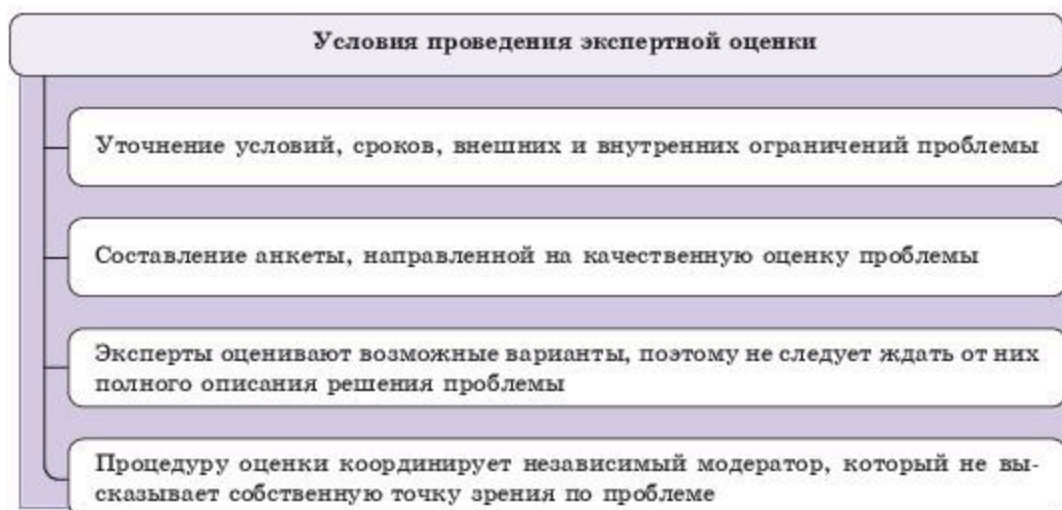 Условия проведения экспертной оценки
Уточнение условий, сроков, внешних и внутренних ограничений проблемы
Составление анкеты, направленной на качественную оценку проблемы
Эксперты оценивают возможные варианты, поэтому не следует ждать от них
полного описания решения проблемы
Процедуру оценки координирует независимый модератор, который не вы-
сказывает собственную точку зрения по проблеме